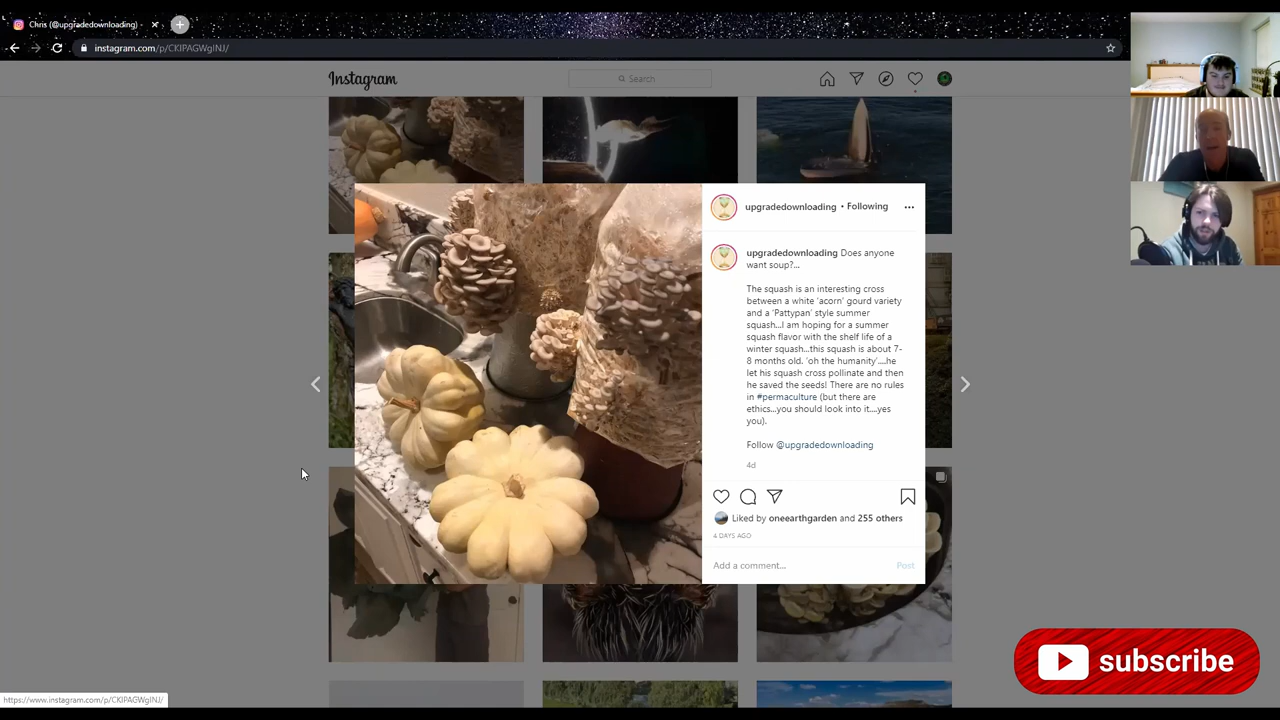 Chris (@upgradedownloading) ·
instagram.com/p/CKIPAGWgINJ/
Instagram
Search
upgradedownloading • Following
upgradedownloading Does anyone
want soup?...
The squash is an interesting cross
between a white 'acorn' gourd variety
and a 'Pattypan' style summer
squash...I am hoping for a summer
squash flavor with the shelf life of a
winter squash...this squash is about 7-
8 months old. 'oh the humanity'....he
let his squash cross pollinate and then
he saved the seeds! There are no rules
in #permaculture (but there are
ethics...you should look into it....yes
you).
Follow @upgradedownloading
4d
Liked by oneearthgarden and 255 others
4 DAYS AGO
Add a comment...
Post
subscribe
https://www.instagram.com/p/CKIPAGWgINJ/